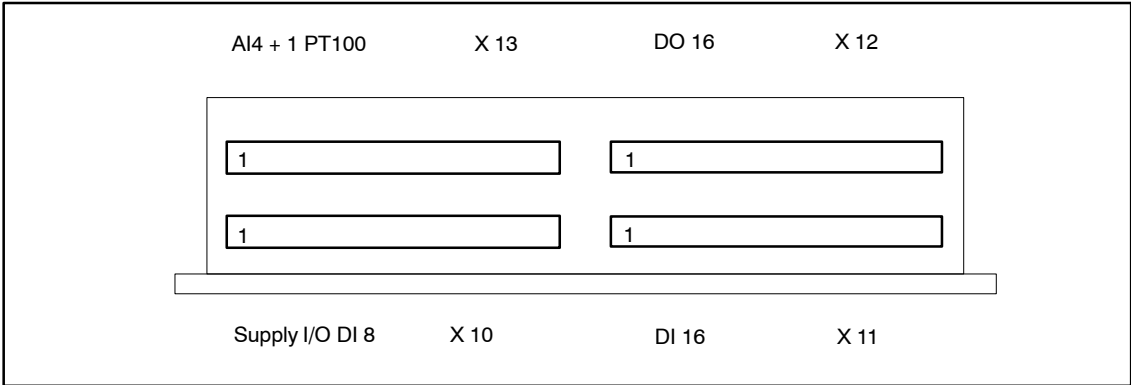 AI4 + 1 PT100 X 13 DO 16 X 12
1 1
1 1
Supply I/O DI 8 X 10 DI 16 X 11